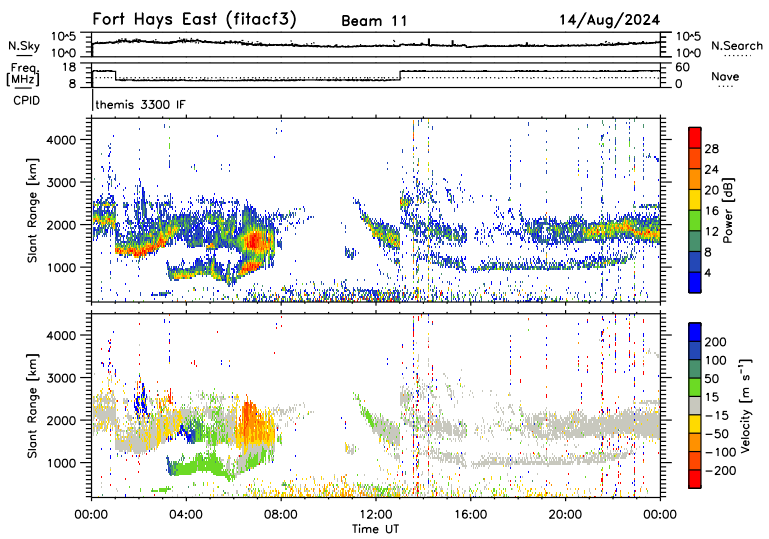 Fort Hays East (fitacf3) Beam 11 14/Aug/2024
N.Sky 10^5 10^0 10^5 10^0 N.Search
Freq. [MHz] 18 8 60 0 Nave
CPID themis 3300 IF
Slant Range [km] 4000 3000 2000 1000
Power [dB] 28 24 20 16 12 8 4
Slant Range [km] 4000 3000 2000 1000
Velocity [m s⁻¹] 200 100 50 15 −15 −50 −100 −200
00:00 04:00 08:00 12:00 16:00 20:00 00:00
Time UT